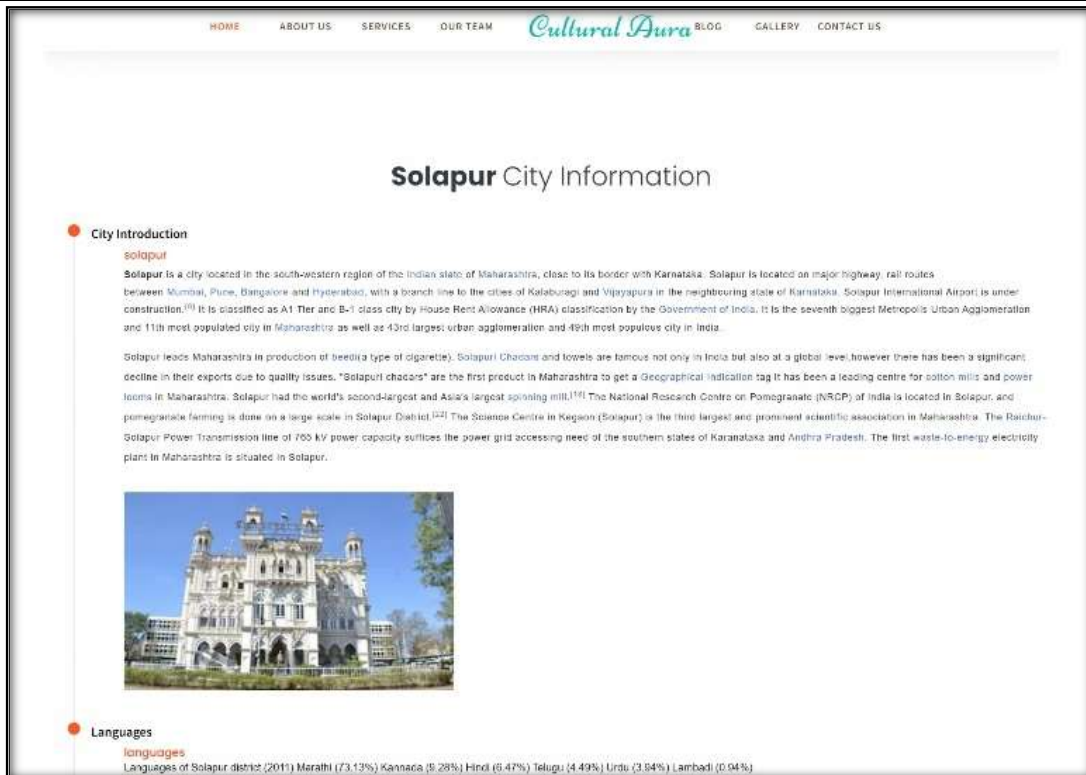 HOME ABOUT US SERVICES OUR TEAM Cultural Aura BLOG GALLERY CONTACT US
Solapur City Information
City Introduction
solapur
Solapur is a city located in the south-western region of the Indian state of Maharashtra, close to its border with Karnataka. Solapur is located on major highway, rail routes
between Mumbai, Pune, Bangalore and Hyderabad, with a branch line to the cities of Kalaburagi and Vijayapura in the neighbouring state of Karnataka. Solapur International Airport is under
construction. It is classified as A1 Tier and B-1 class city by House Rent Allowance (HRA) classification by the Government of India. It is the seventh biggest Metropolis Urban Agglomeration
and 11th most populated city in Maharashtra as well as 43rd largest urban agglomeration and 49th most populous city in India.
Solapur leads Maharashtra in production of beedi(a type of cigarette). Solapuri Chadars and towels are famous not only in India but also at a global level,however there has been a significant
decline in their exports due to quality issues. "Solapuri chadars" are the first product in Maharashtra to get a Geographical Indication tag It has been a leading centre for cotton mills and power
looms in Maharashtra. Solapur had the world's second-largest and Asia's largest spinning mill. The National Research Centre on Pomegranate (NRCP) of India is located in Solapur. and
pomegranate farming is done on a large scale in Solapur District.[22] The Science Centre in Kegaon (Solapur) is the third largest and prominent scientific association in Maharashtra. The Raichur-
Solapur Power Transmission line of 765 kV power capacity suffices the power grid accessing need of the southern states of Karanataka and Andhra Pradesh. The first waste-to-energy electricity
plant in Maharashtra is situated in Solapur.
Languages
languages
Languages of Solapur district (2011) Marathi (73.13%) Kannada (9.28%) Hindi (6.47%) Telugu (4.49%) Urdu (3.94%) Lambadi (0.94%)